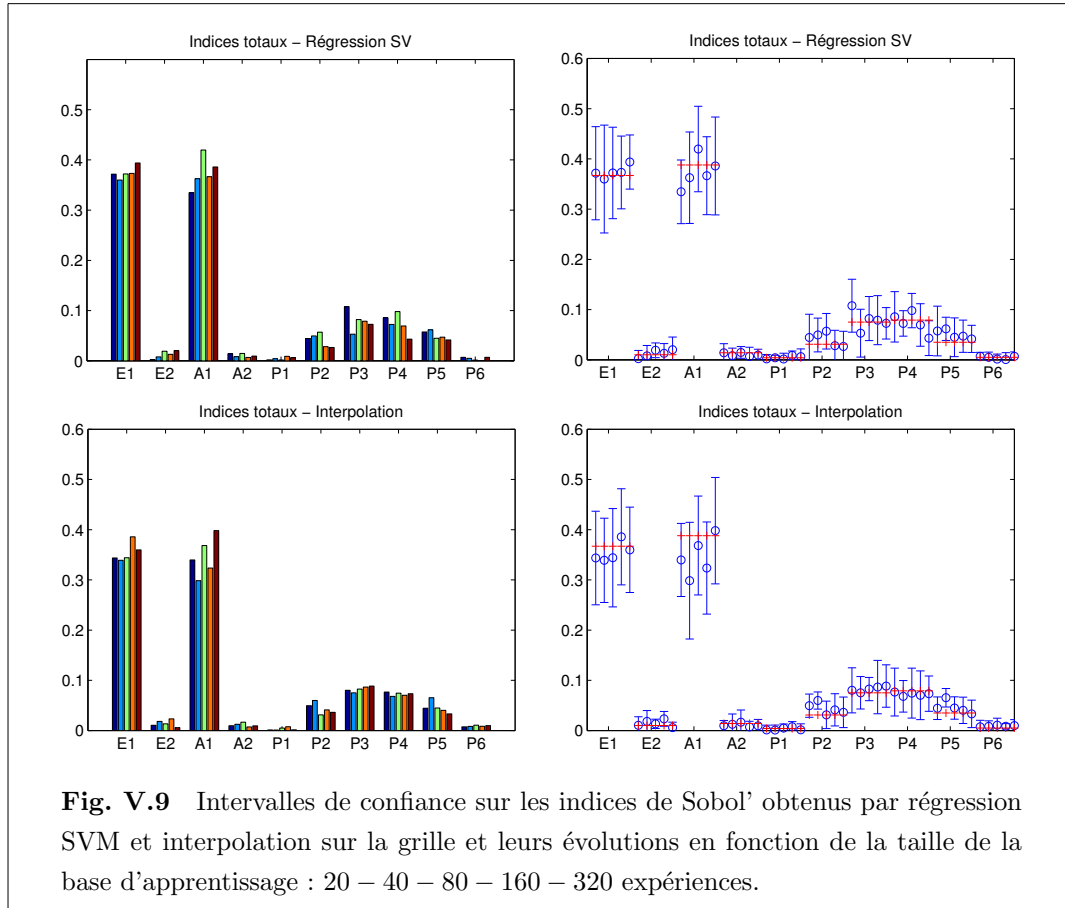 Indices totaux − Régression SV
0.5
0.4
0.3
0.2
0.1
0
E1 E2 A1 A2 P1 P2 P3 P4 P5 P6
Indices totaux − Régression SV
0.6
0.5
0.4
0.3
0.2
0.1
0
E1 E2 A1 A2 P1 P2 P3 P4 P5 P6
Indices totaux − Interpolation
0.6
0.5
0.4
0.3
0.2
0.1
0
E1 E2 A1 A2 P1 P2 P3 P4 P5 P6
Indices totaux − Interpolation
0.6
0.5
0.4
0.3
0.2
0.1
0
E1 E2 A1 A2 P1 P2 P3 P4 P5 P6
Fig. V.9 Intervalles de confiance sur les indices de Sobol' obtenus par régression
SVM et interpolation sur la grille et leurs évolutions en fonction de la taille de la
base d'apprentissage : 20 − 40 − 80 − 160 − 320 expériences.